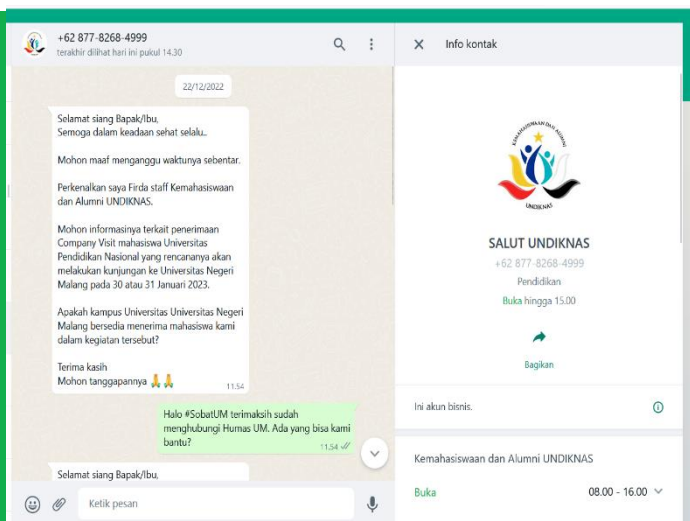 +62 877-8268-4999
terakhir dilihat hari ini pukul 14.30
22/12/2022
Selamat siang Bapak/Ibu,
Semoga dalam keadaan sehat selalu..
Mohon maaf menganggu waktunya sebentar.
Perkenalkan saya Firda staff Kemahasiswaan
dan Alumni UNDIKNAS.
Mohon informasinya terkait penerimaan
Company Visit mahasiswa Universitas
Pendidikan Nasional yang rencananya akan
melakukan kunjungan ke Universitas Negeri
Malang pada 30 atau 31 Januari 2023.
Apakah kampus Universitas Universitas Negeri
Malang bersedia menerima mahasiswa kami
dalam kegiatan tersebut?
Terima kasih
Mohon tanggapannya 🙏 🙏
11.54
Halo #SobatUM terimaksih sudah
menghubungi Humas UM. Ada yang bisa kami
bantu?
11.54
Selamat siang Bapak/Ibu,
Ketik pesan
Info kontak
KEMAHASISWAAN DAN ALUMNI
UNDIKNAS
SALUT UNDIKNAS
+62 877-8268-4999
Pendidikan
Buka hingga 15.00
Bagikan
Ini akun bisnis.
Kemahasiswaan dan Alumni UNDIKNAS
Buka 08.00 - 16.00